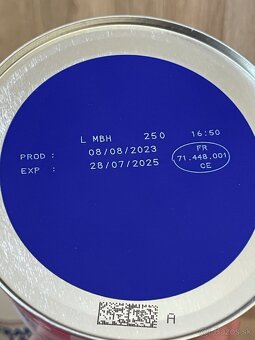 L MBH 250 16:50
PROD : 08/08/2023
EXP : 28/07/2025
FR
71.448.001
CE
A